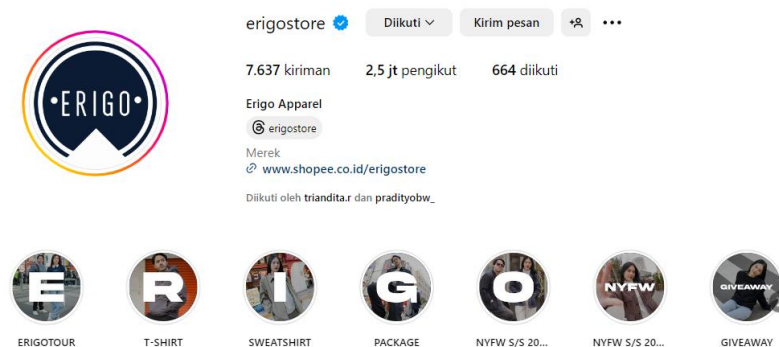 erigostore Diikuti Kirim pesan
7.637 kiriman 2,5 jt pengikut 664 diikuti
•ERIGO•
Erigo Apparel
erigostore
Merek
www.shopee.co.id/erigostore
Diikuti oleh triandita.r dan pradityobw_
E R I G O NYFW GIVEAWAY
ERIGOTOUR T-SHIRT SWEATSHIRT PACKAGE NYFW S/S 20... NYFW S/S 20... GIVEAWAY